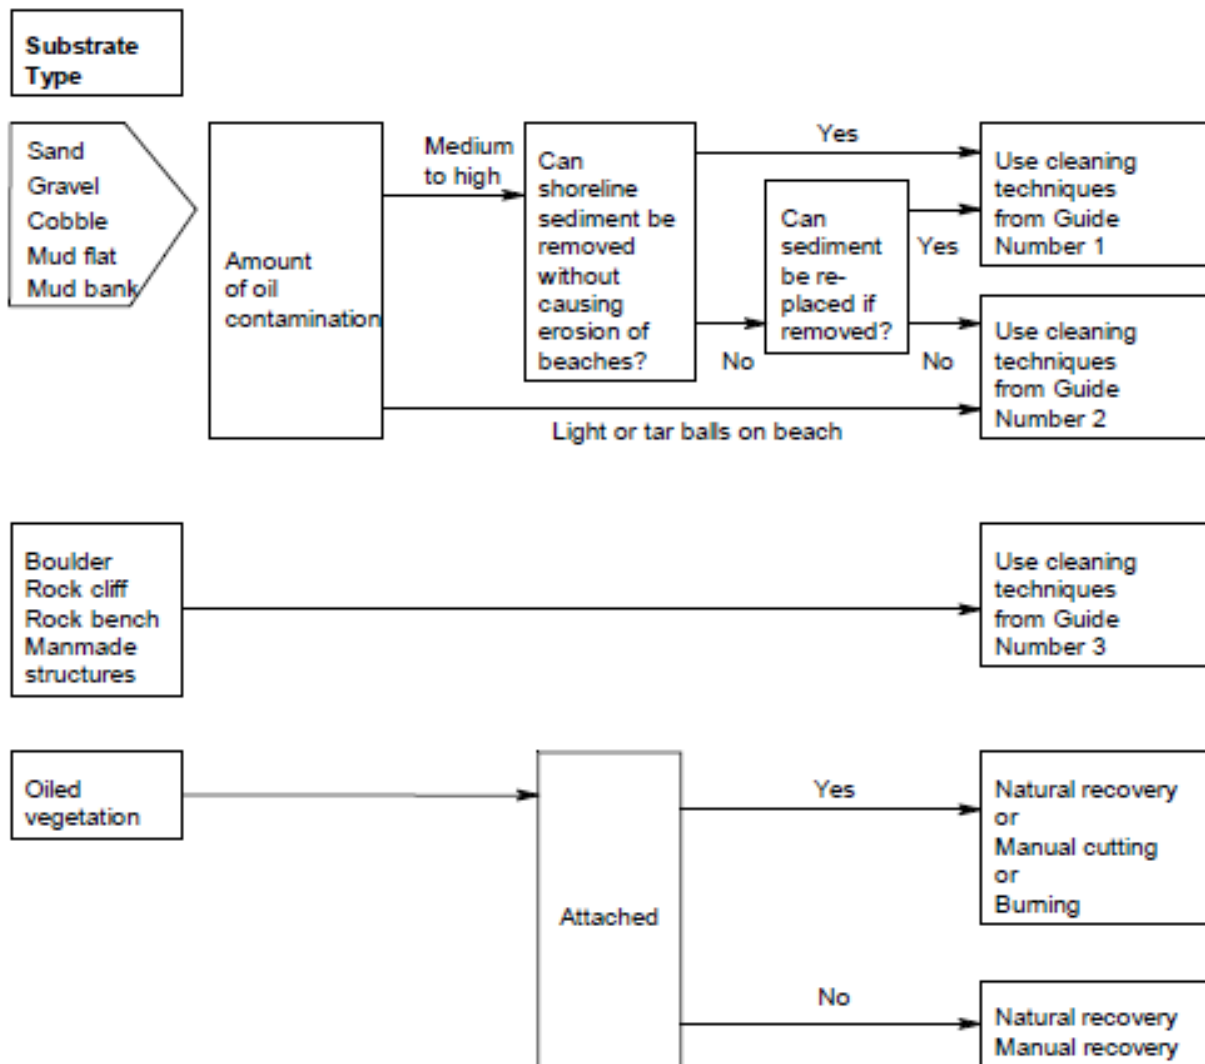 Substrate
Type
Sand
Gravel
Cobble
Mud flat
Mud bank
Amount
of oil
contamination
Medium
to high
Can
shoreline
sediment be
removed
without
causing
erosion of
beaches?
Yes
No
Can
sediment
be re-
placed if
removed?
Yes
No
Use cleaning
techniques
from Guide
Number 1
Use cleaning
techniques
from Guide
Number 2
Light or tar balls on beach
Boulder
Rock cliff
Rock bench
Manmade
structures
Use cleaning
techniques
from Guide
Number 3
Oiled
vegetation
Attached
Yes
Natural recovery
or
Manual cutting
or
Burning
No
Natural recovery
Manual recovery